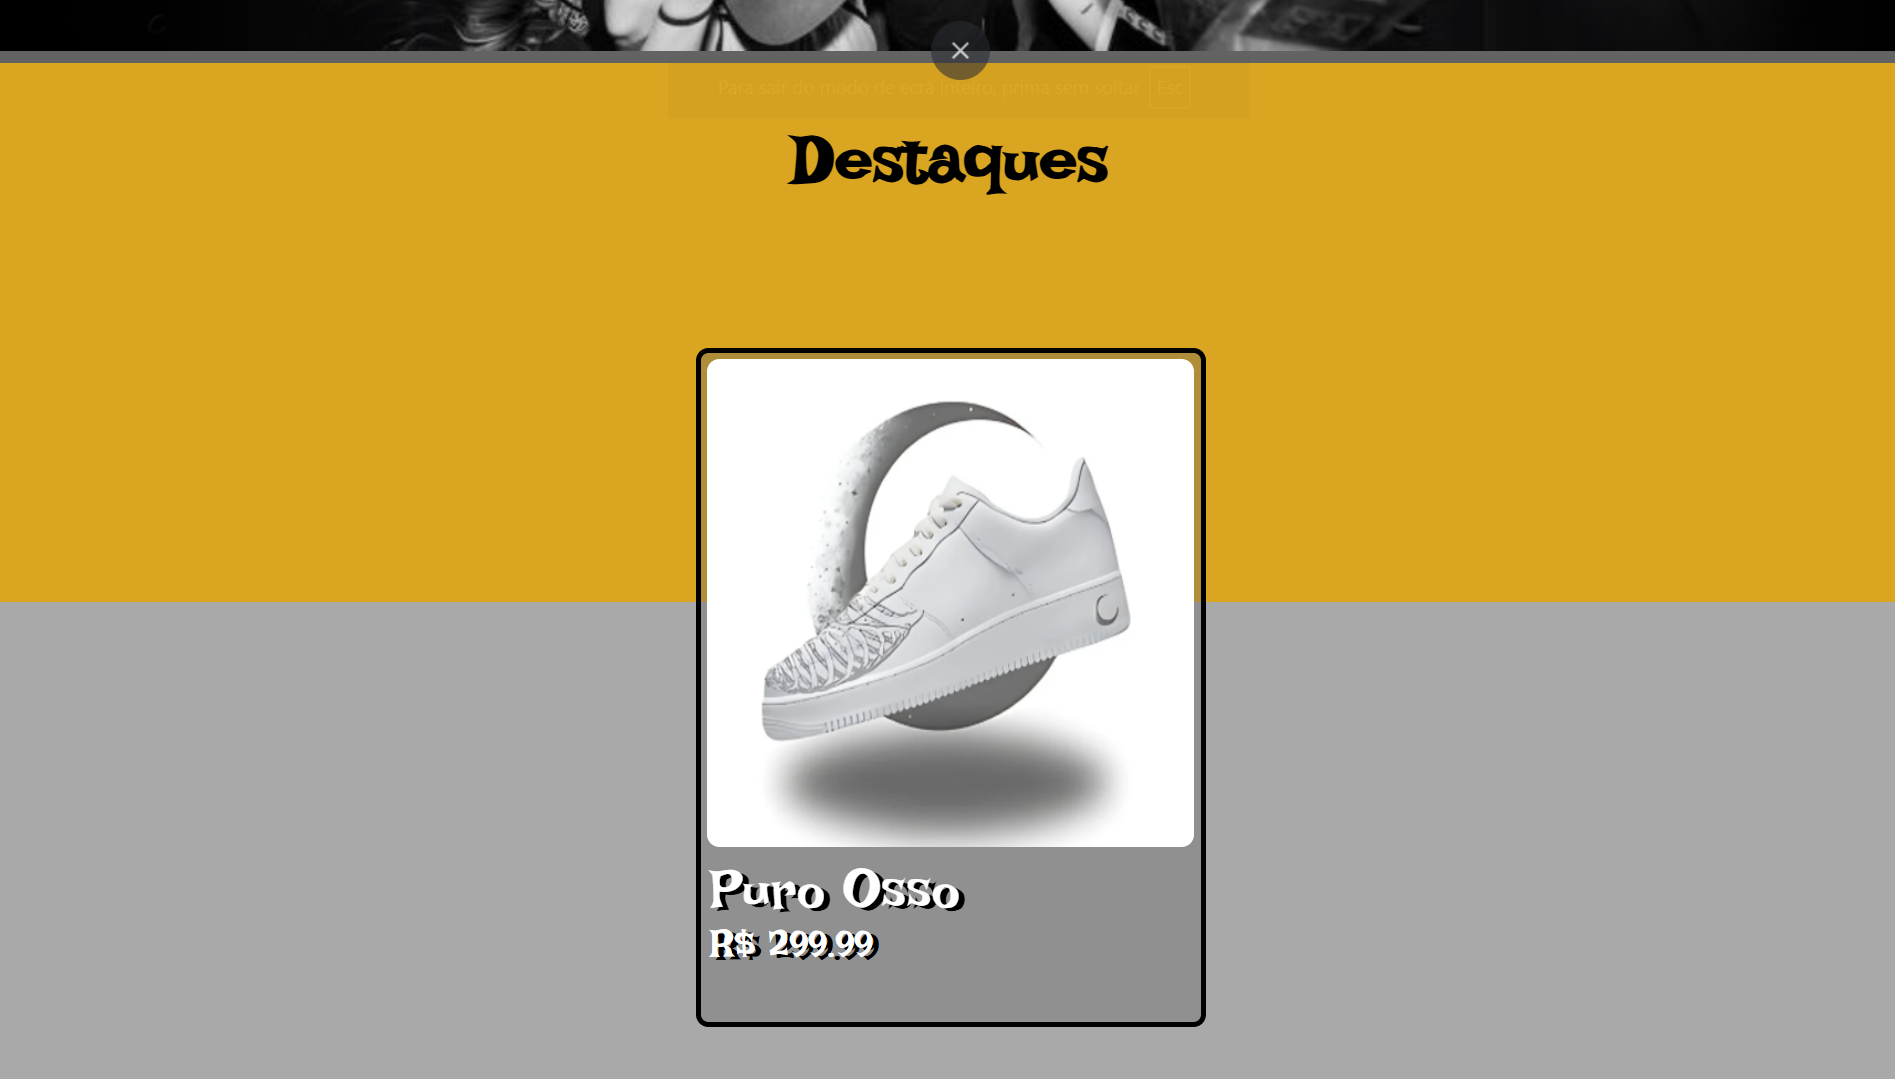 Para sair do modo de ecrã inteiro, prima sem soltar Esc
Destaques
Puro Osso
R$ 299.99